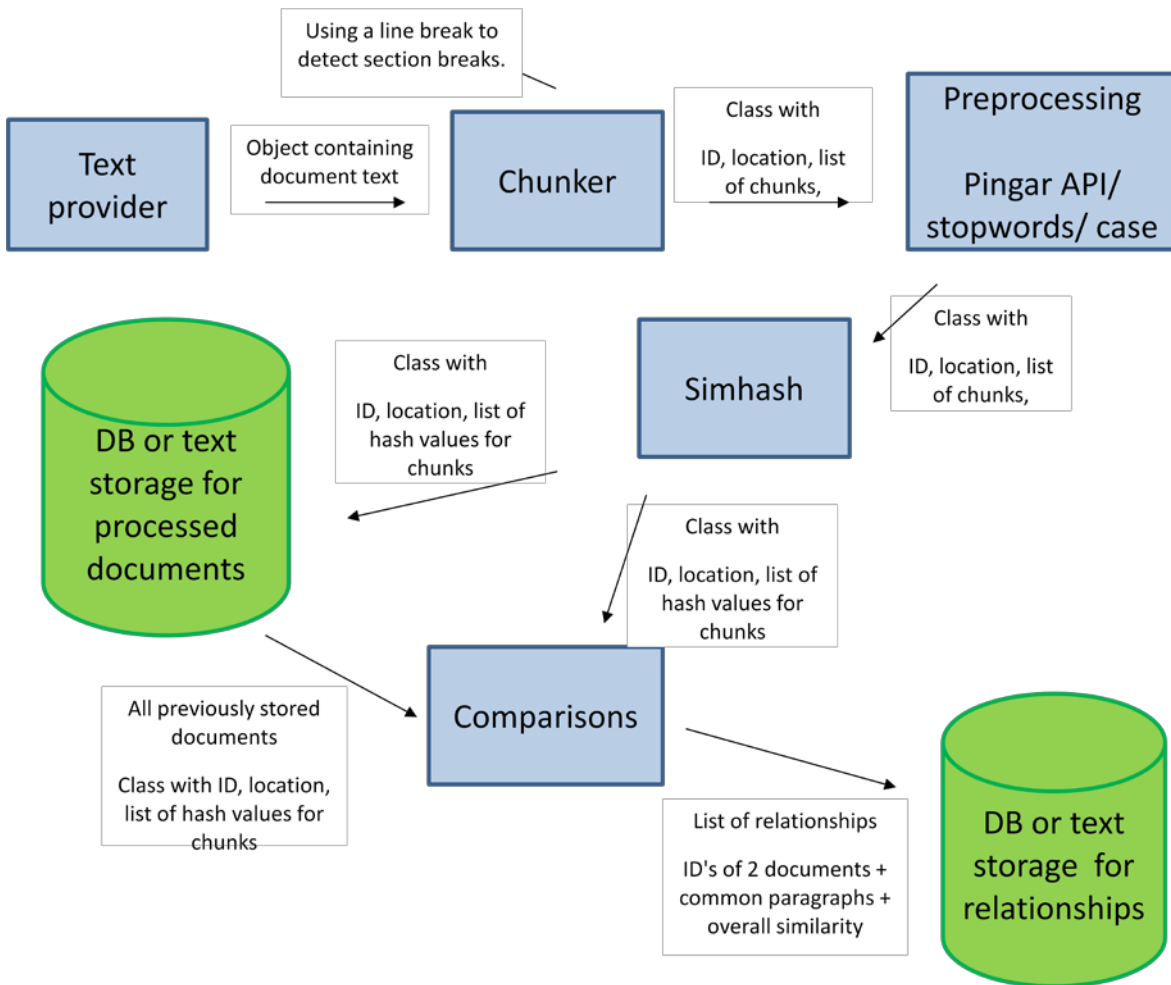 Using a line break to
detect section breaks.
Text
provider
Object containing
document text
Chunker
Class with
ID, location, list
of chunks,
Preprocessing
Pingar API/
stopwords/ case
Class with
ID, location, list
of chunks,
Simhash
Class with
ID, location, list of
hash values for
chunks
DB or text
storage for
processed
documents
Class with
ID, location, list of
hash values for
chunks
All previously stored
documents
Class with ID, location,
list of hash values for
chunks
Comparisons
List of relationships
ID's of 2 documents +
common paragraphs +
overall similarity
DB or text
storage for
relationships